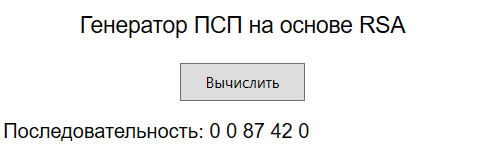 Генератор ПСП на основе RSA
Вычислить
Последовательность: 0 0 87 42 0